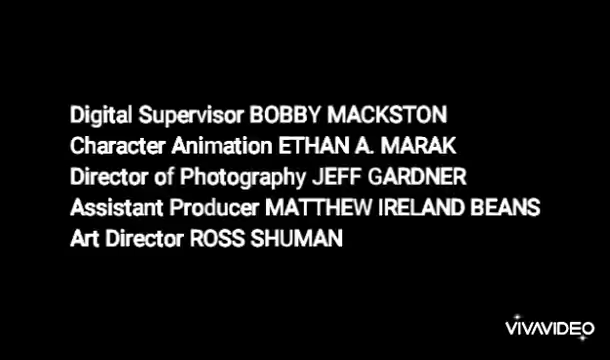 Digital Supervisor BOBBY MACKSTON
Character Animation ETHAN A. MARAK
Director of Photography JEFF GARDNER
Assistant Producer MATTHEW IRELAND BEANS
Art Director ROSS SHUMAN
VIVAVIDEO